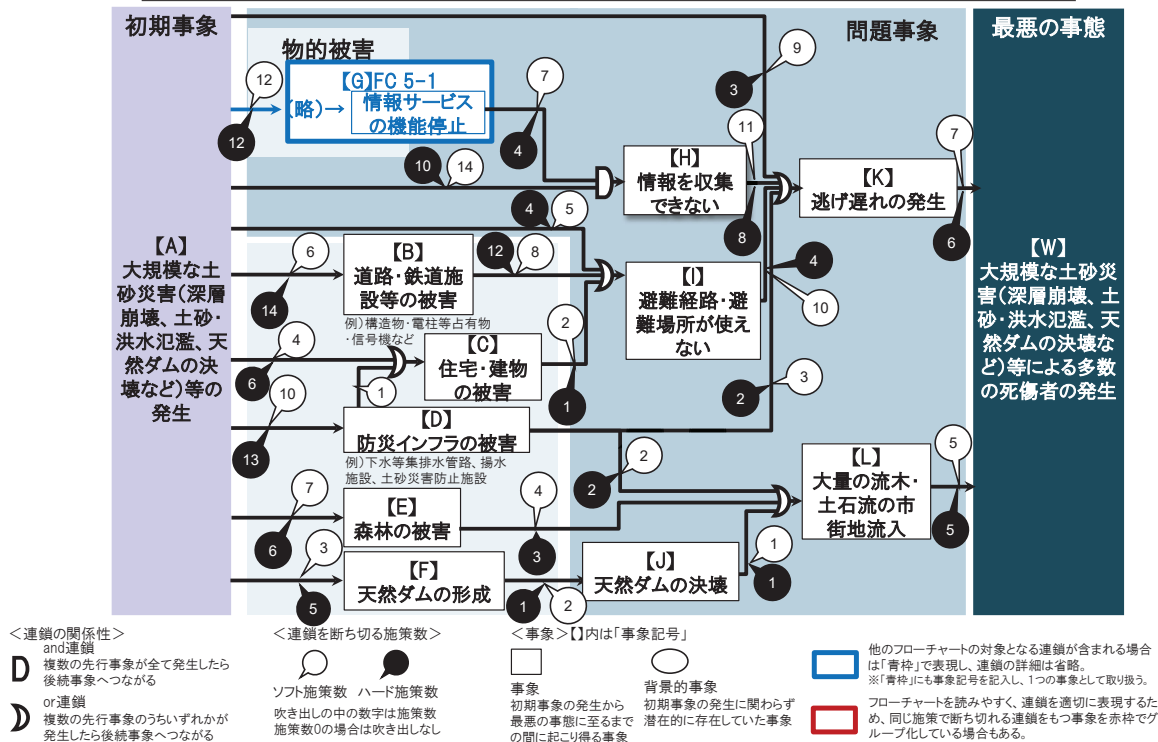 初期事象
物的被害
問題事象
最悪の事態
【A】
大規模な土
砂災害(深層
崩壊、土砂・
洪水氾濫、天
然ダムの決
壊など)等の
発生
12
12
(略)→
【G】FC 5-1
情報サービス
の機能停止
7
4
9
3
10
14
【H】
情報を収集
できない
11
8
【K】
逃げ遅れの発生
7
6
4
5
6
14
【B】
道路・鉄道施
設等の被害
例)構造物・電柱等占有物
・信号機など
12
8
【I】
避難経路・避
難場所が使え
ない
4
10
4
6
【C】
住宅・建物
の被害
2
1
1
3
2
10
13
【D】
防災インフラの被害
例)下水等集排水管路、揚水
施設、土砂災害防止施設
2
2
7
6
【E】
森林の被害
4
3
【L】
大量の流木・
土石流の市
街地流入
5
5
3
5
【F】
天然ダムの形成
1
2
【J】
天然ダムの決壊
1
1
【W】
大規模な土砂災
害(深層崩壊、土
砂・洪水氾濫、天
然ダムの決壊な
ど)等による多数
の死傷者の発生
<連鎖の関係性>
and連鎖
複数の先行事象が全て発生したら
後続事象へつながる
or連鎖
複数の先行事象のうちいずれかが
発生したら後続事象へつながる
<連鎖を断ち切る施策数>
ソフト施策数 ハード施策数
吹き出しの中の数字は施策数
施策数0の場合は吹き出しなし
<事象>【】内は「事象記号」
事象
初期事象の発生から
最悪の事態に至るまで
の間に起こり得る事象
背景的事象
初期事象の発生に関わらず
潜在的に存在していた事象
他のフローチャートの対象となる連鎖が含まれる場合
は「青枠」で表現し、連鎖の詳細は省略。
※「青枠」にも事象記号を記入し、1つの事象として取り扱う。
フローチャートを読みやすく、連鎖を適切に表現するた
め、同じ施策で断ち切れる連鎖をもつ事象を赤枠でグ
ループ化している場合もある。